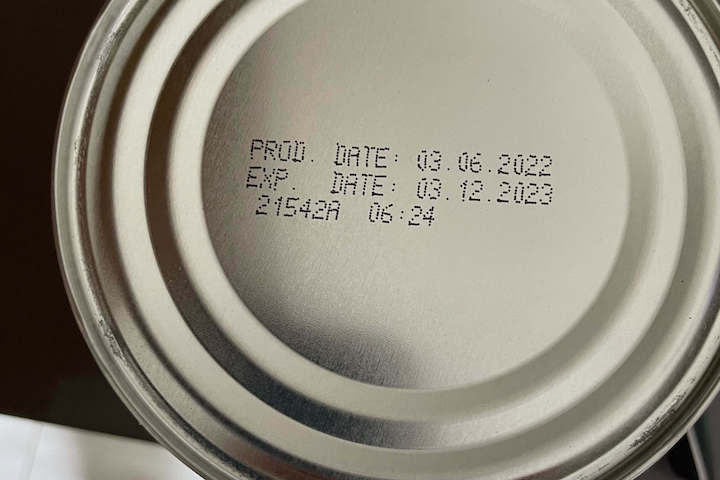 PROD. DATE: 03.06.2022
EXP. DATE: 03.12.2023
21542A 06:24